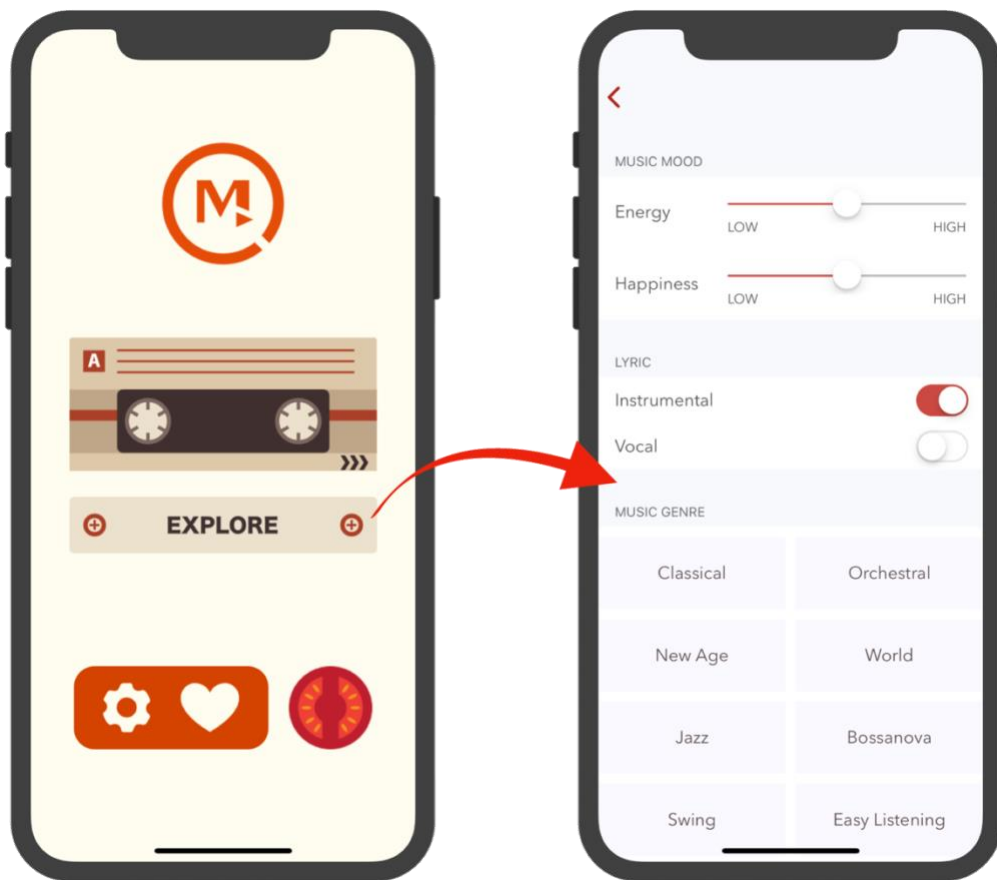 M
A
EXPLORE
MUSIC MOOD
Energy
LOW HIGH
Happiness
LOW HIGH
LYRIC
Instrumental
Vocal
MUSIC GENRE
Classical Orchestral
New Age World
Jazz Bossanova
Swing Easy Listening